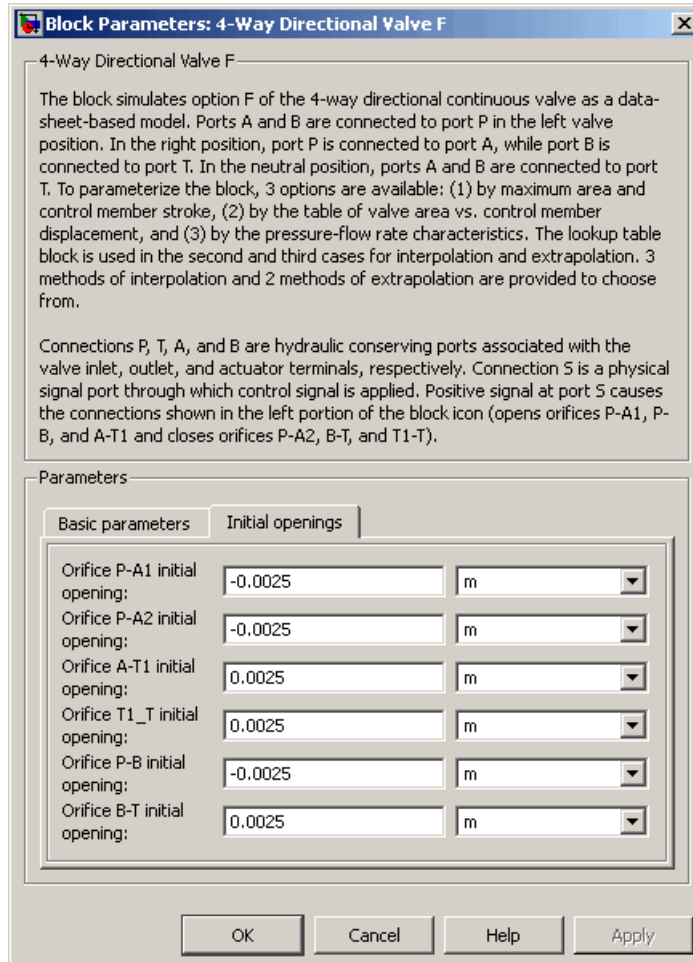 Block Parameters: 4-Way Directional Valve F
4-Way Directional Valve F
The block simulates option F of the 4-way directional continuous valve as a data-
sheet-based model. Ports A and B are connected to port P in the left valve
position. In the right position, port P is connected to port A, while port B is
connected to port T. In the neutral position, ports A and B are connected to port
T. To parameterize the block, 3 options are available: (1) by maximum area and
control member stroke, (2) by the table of valve area vs. control member
displacement, and (3) by the pressure-flow rate characteristics. The lookup table
block is used in the second and third cases for interpolation and extrapolation. 3
methods of interpolation and 2 methods of extrapolation are provided to choose
from.
Connections P, T, A, and B are hydraulic conserving ports associated with the
valve inlet, outlet, and actuator terminals, respectively. Connection S is a physical
signal port through which control signal is applied. Positive signal at port S causes
the connections shown in the left portion of the block icon (opens orifices P-A1, P-
B, and A-T1 and closes orifices P-A2, B-T, and T1-T).
Parameters
Basic parameters Initial openings
Orifice P-A1 initial
opening: -0.0025 m
Orifice P-A2 initial
opening: -0.0025 m
Orifice A-T1 initial
opening: 0.0025 m
Orifice T1_T initial
opening: 0.0025 m
Orifice P-B initial
opening: -0.0025 m
Orifice B-T initial
opening: 0.0025 m
OK Cancel Help Apply